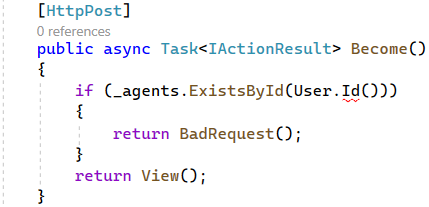 [HttpPost]
0 references
public async Task<IActionResult> Become()
{
if (_agents.ExistsById(User.Id()))
{
return BadRequest();
}
return View();
}